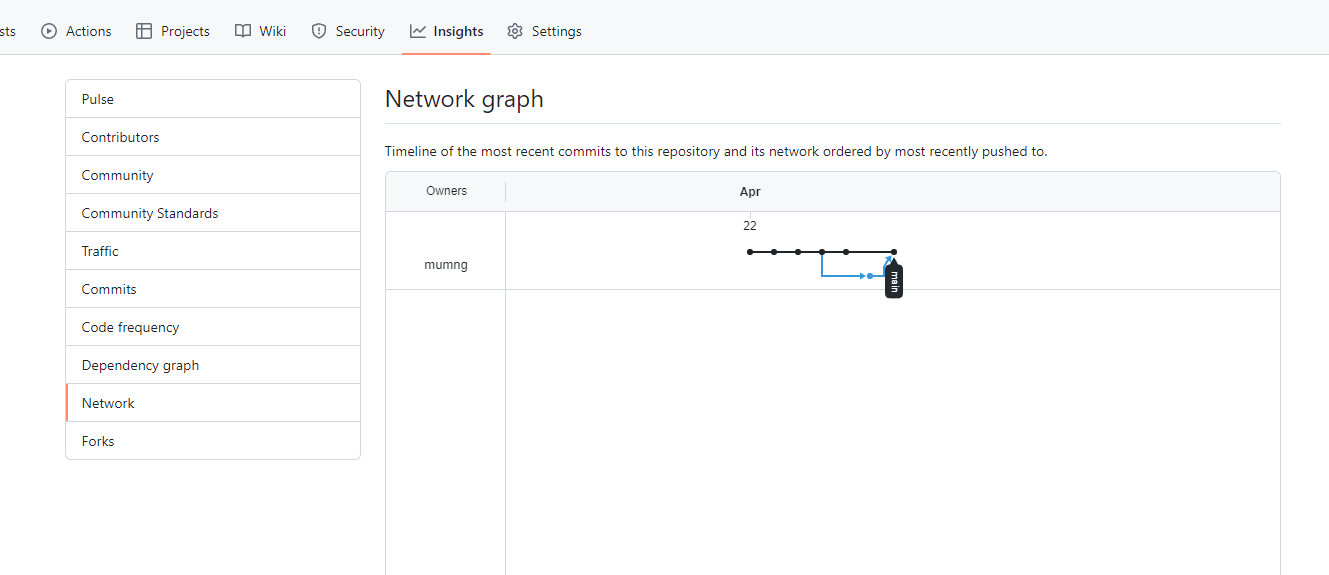 sts Actions Projects Wiki Security Insights Settings
Pulse
Contributors
Community
Community Standards
Traffic
Commits
Code frequency
Dependency graph
Network
Forks
Network graph
Timeline of the most recent commits to this repository and its network ordered by most recently pushed to.
Owners Apr
22
mumng
main